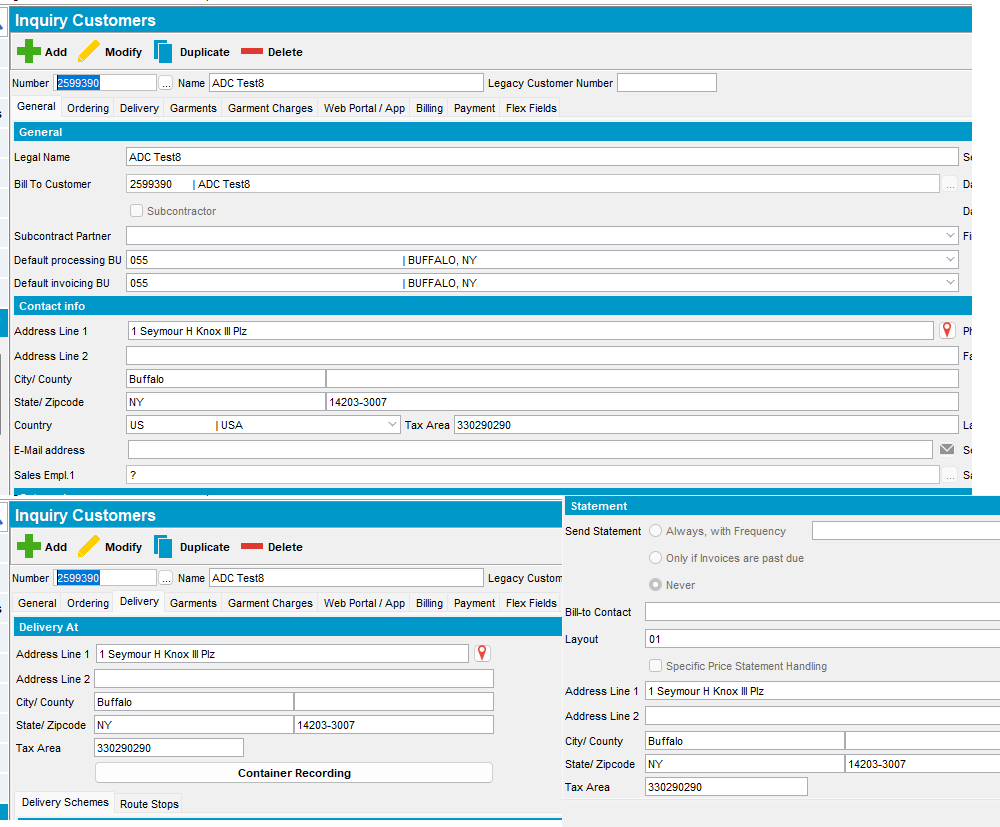 Inquiry Customers
Add Modify Duplicate Delete
Number 2599390 ... Name ADC Test8 Legacy Customer Number
General Ordering Delivery Garments Garment Charges Web Portal / App Billing Payment Flex Fields
General
Legal Name ADC Test8
Bill To Customer 2599390 | ADC Test8 ...
Subcontractor
Subcontract Partner
Default processing BU 055 | BUFFALO, NY
Default invoicing BU 055 | BUFFALO, NY
Contact info
Address Line 1 1 Seymour H Knox III Plz
Address Line 2
City/ County Buffalo
State/ Zipcode NY 14203-3007
Country US | USA Tax Area 330290290
E-Mail address
Sales Empl.1 ? ...
Inquiry Customers
Add Modify Duplicate Delete
Number 2599390 ... Name ADC Test8 Legacy Custom
General Ordering Delivery Garments Garment Charges Web Portal / App Billing Payment Flex Fields
Delivery At
Address Line 1 1 Seymour H Knox III Plz
Address Line 2
City/ County Buffalo
State/ Zipcode NY 14203-3007
Tax Area 330290290
Container Recording
Delivery Schemes Route Stops
Statement
Send Statement Always, with Frequency
Only if Invoices are past due
Never
Bill-to Contact
Layout 01
Specific Price Statement Handling
Address Line 1 1 Seymour H Knox III Plz
Address Line 2
City/ County Buffalo
State/ Zipcode NY 14203-3007
Tax Area 330290290